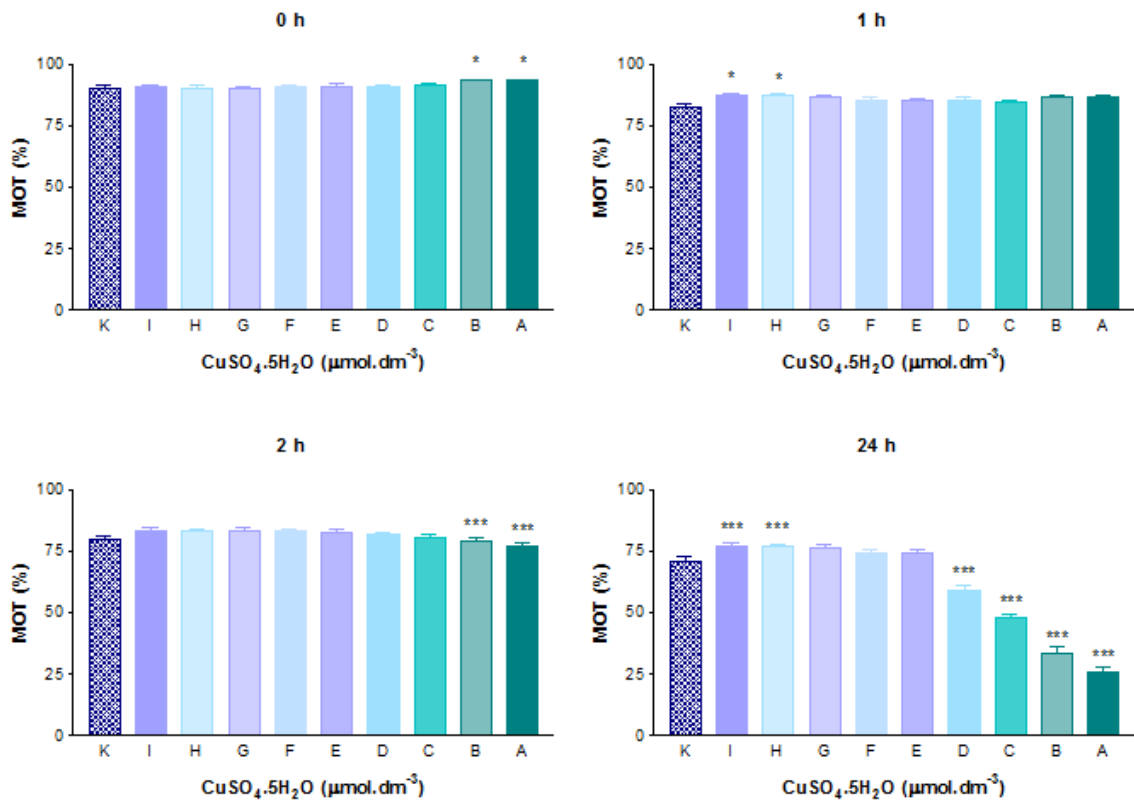 0 h
* *
MOT (%)
100
75
50
25
0
K I H G F E D C B A
CuSO₄.5H₂O (μmol.dm⁻³)
1 h
* *
MOT (%)
100
75
50
25
0
K I H G F E D C B A
CuSO₄.5H₂O (μmol.dm⁻³)
2 h
*** ***
MOT (%)
100
75
50
25
0
K I H G F E D C B A
CuSO₄.5H₂O (μmol.dm⁻³)
24 h
*** *** *** *** *** ***
MOT (%)
100
75
50
25
0
K I H G F E D C B A
CuSO₄.5H₂O (μmol.dm⁻³)